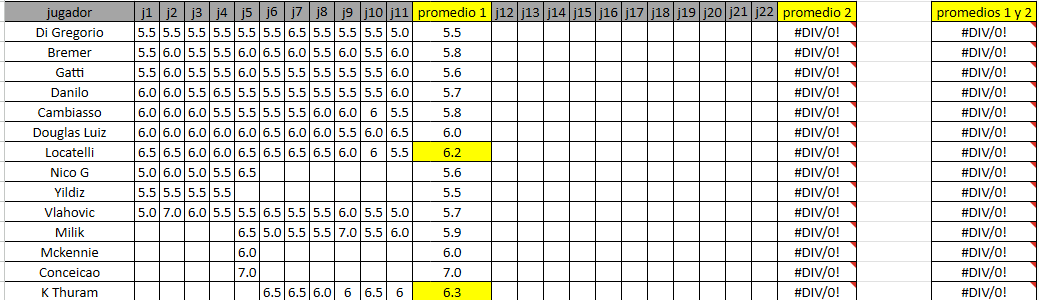 jugador j1 j2 j3 j4 j5 j6 j7 j8 j9 j10 j11 promedio 1 j12 j13 j14 j15 j16 j17 j18 j19 j20 j21 j22 promedio 2 promedios 1 y 2
Di Gregorio 5.5 5.5 5.5 5.5 5.5 5.5 6.5 5.5 5.5 5.5 5.0 5.5 #DIV/0! #DIV/0!
Bremer 5.5 6.0 5.5 5.5 6.0 5.5 6.0 5.5 6.0 5.5 6.0 5.8 #DIV/0! #DIV/0!
Gatti 5.5 6.0 5.5 5.5 6.0 5.5 5.5 5.5 5.5 5.5 6.0 5.6 #DIV/0! #DIV/0!
Danilo 6.0 6.0 5.5 6.0 5.5 5.5 5.5 5.5 6.0 5.5 6.0 5.7 #DIV/0! #DIV/0!
Cambiasso 6.0 6.0 6.0 5.5 5.5 5.5 5.5 6.0 6.0 6 5.5 5.8 #DIV/0! #DIV/0!
Douglas Luiz 6.0 6.0 6.0 6.0 6.0 6.5 6.0 6.0 5.5 6.0 6.5 6.0 #DIV/0! #DIV/0!
Locatelli 6.5 6.5 6.0 6.0 6.5 6.5 6.5 6.5 6.0 6 5.5 6.2 #DIV/0! #DIV/0!
Nico G 5.0 6.0 5.0 5.5 6.5 5.6 #DIV/0! #DIV/0!
Yildiz 5.5 5.5 5.5 5.5 5.5 #DIV/0! #DIV/0!
Vlahovic 5.0 7.0 6.0 5.5 5.5 6.5 5.5 5.5 6.0 5.5 5.0 5.7 #DIV/0! #DIV/0!
Milik 6.5 5.0 5.5 5.5 7.0 5.5 6.0 5.9 #DIV/0! #DIV/0!
Mckennie 6.0 6.0 #DIV/0! #DIV/0!
Conceicao 7.0 7.0 #DIV/0! #DIV/0!
K Thuram 6.5 6.5 6.0 6 6.5 6 6.3 #DIV/0! #DIV/0!